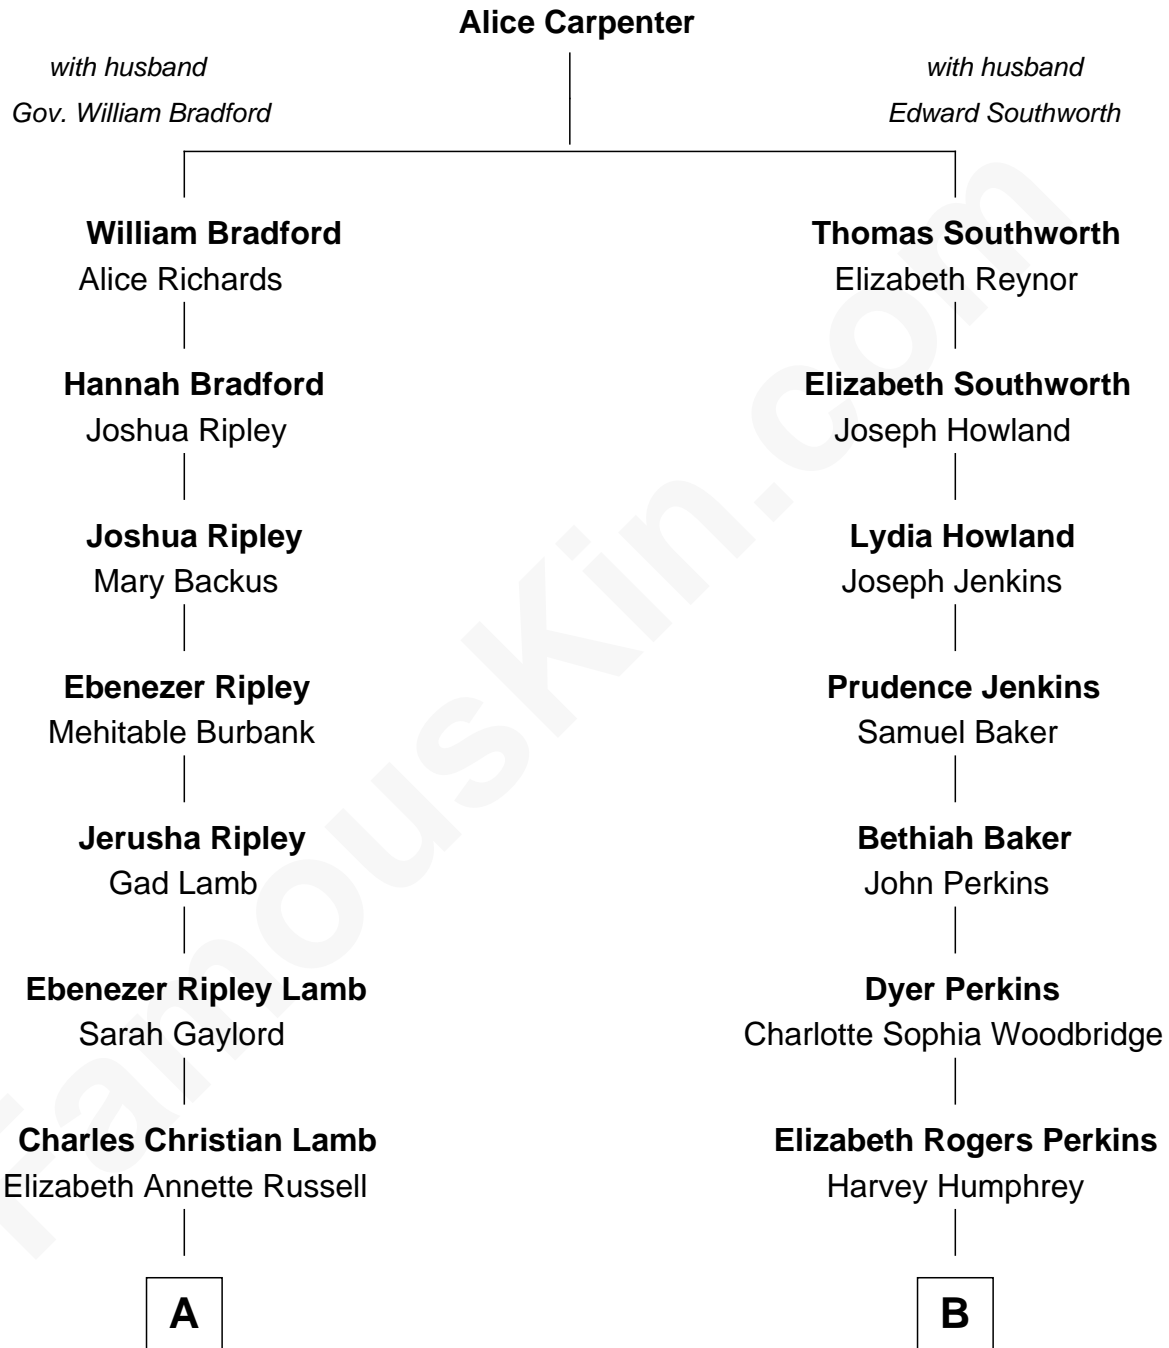 Alice Carpenter
with husband
Gov. William Bradford
with husband
Edward Southworth
William Bradford
Alice Richards
Thomas Southworth
Elizabeth Reynor
Hannah Bradford
Joshua Ripley
Elizabeth Southworth
Joseph Howland
Joshua Ripley
Mary Backus
Lydia Howland
Joseph Jenkins
Ebenezer Ripley
Mehitable Burbank
Prudence Jenkins
Samuel Baker
Jerusha Ripley
Gad Lamb
Bethiah Baker
John Perkins
Ebenezer Ripley Lamb
Sarah Gaylord
Dyer Perkins
Charlotte Sophia Woodbridge
Charles Christian Lamb
Elizabeth Annette Russell
Elizabeth Rogers Perkins
Harvey Humphrey
A
B
FamousKin.com